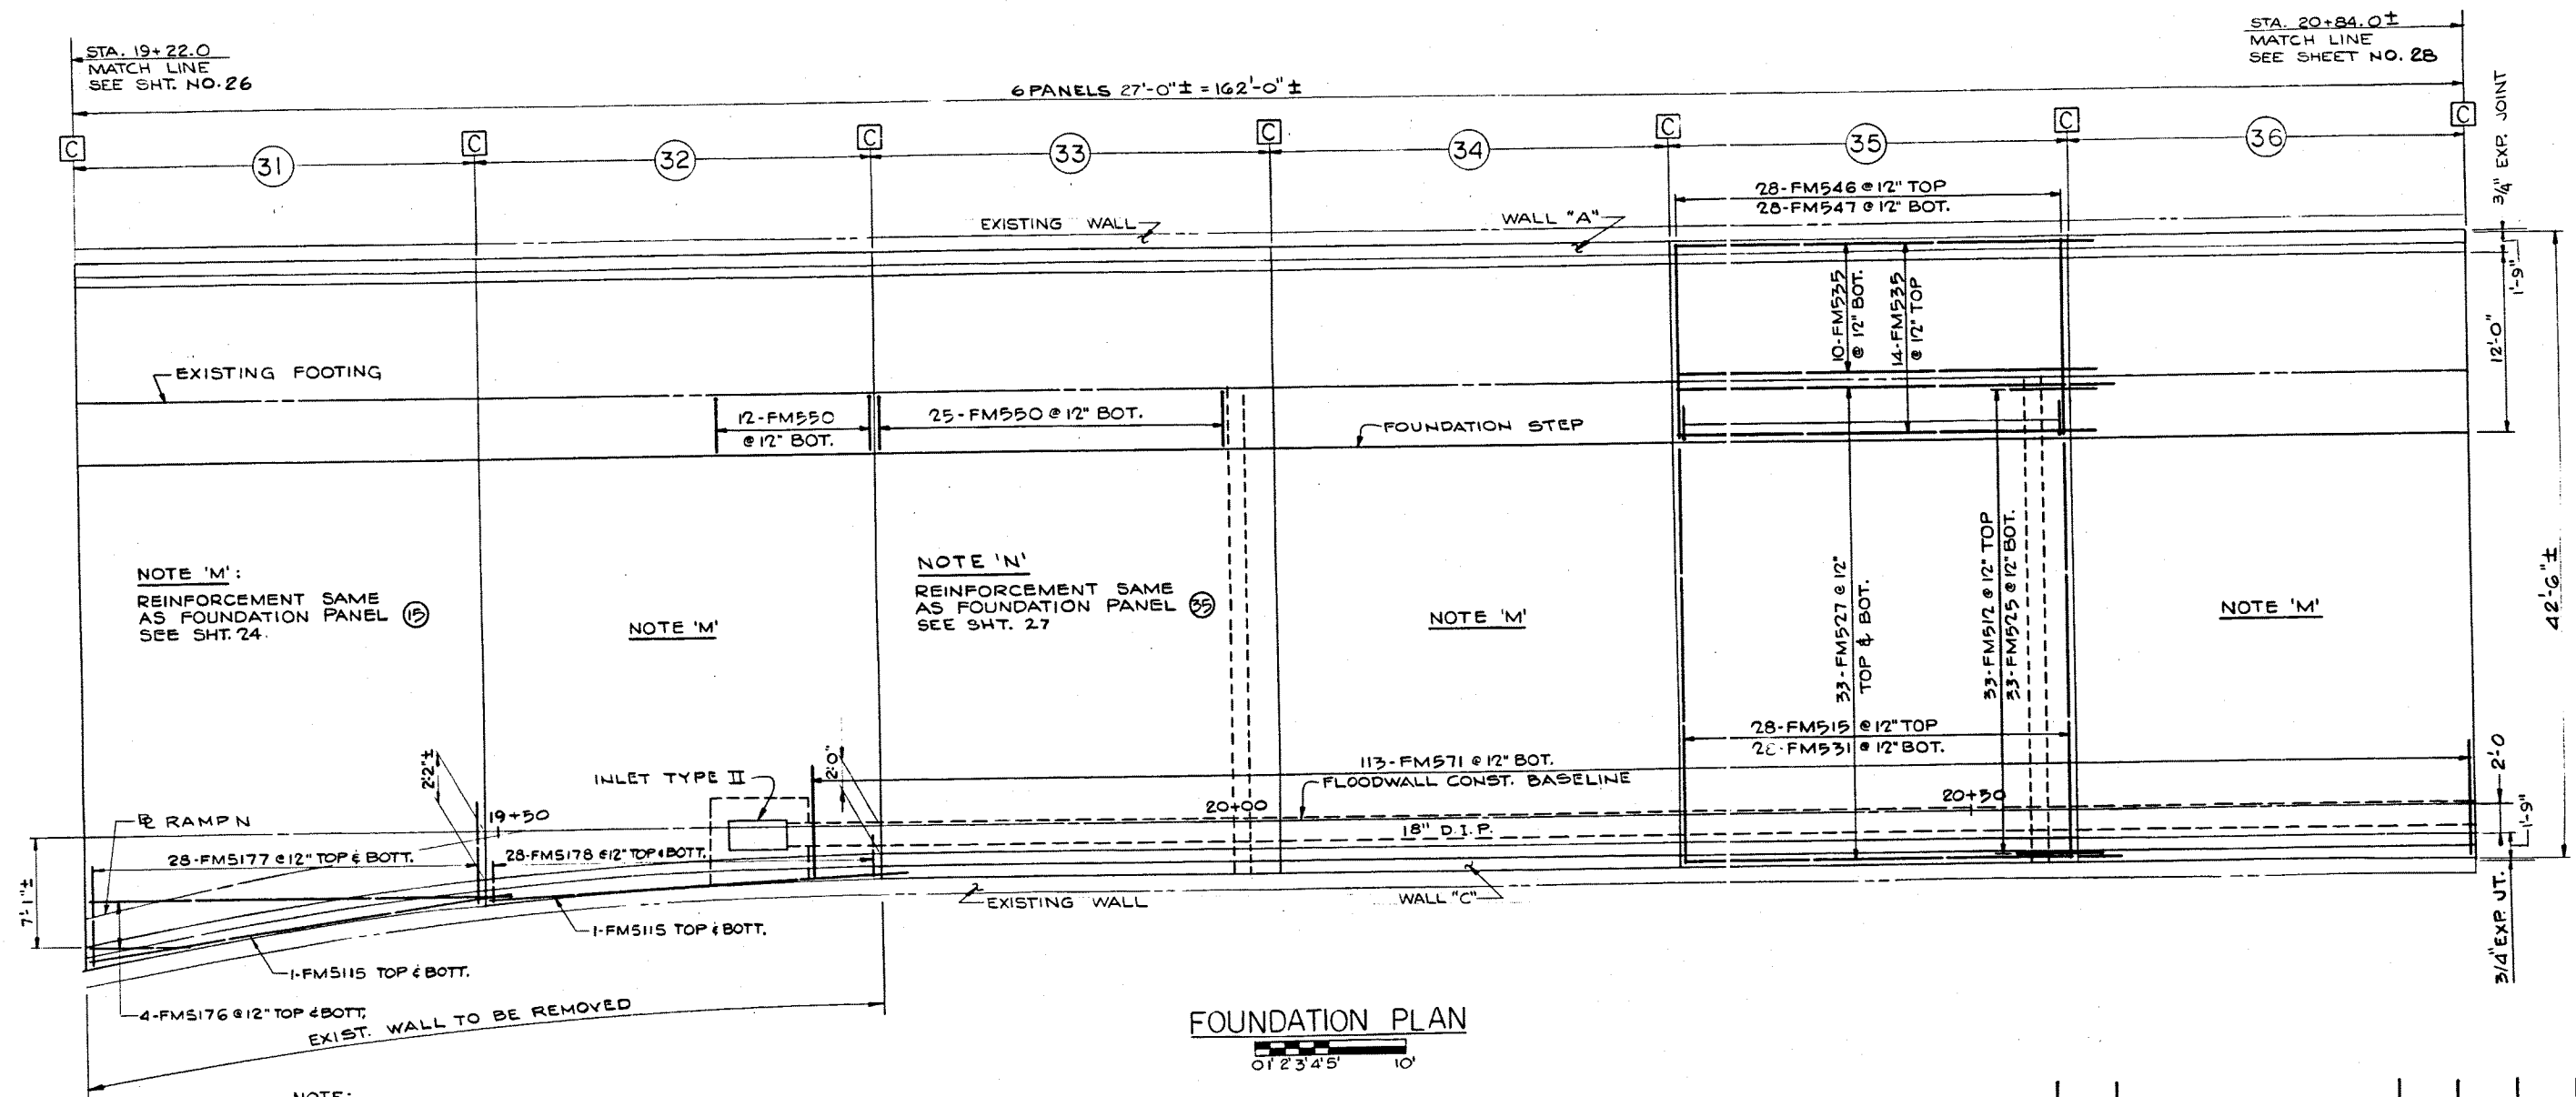 STA. 19+22.0
MATCH LINE
SEE SHT. NO. 26
STA. 20+84.0±
MATCH LINE
SEE SHEET NO. 28
6 PANELS 27'-0"± = 162'-0"±
3/4" EXP. JOINT
C
C
C
C
C
C
C
31
32
33
34
35
36
28-FM546 @ 12" TOP
28-FM547 @ 12" BOT.
EXISTING WALL
WALL "A"
1'-9"
12'-0"
10-FM535
@ 12" BOT.
14-FM535
@ 12" TOP
EXISTING FOOTING
12-FM550
@ 12" BOT.
25-FM550 @ 12" BOT.
FOUNDATION STEP
NOTE 'M':
REINFORCEMENT SAME
AS FOUNDATION PANEL 15
SEE SHT. 24.
NOTE 'M'
NOTE 'N'
REINFORCEMENT SAME
AS FOUNDATION PANEL 35
SEE SHT. 27
NOTE 'M'
33-FM527 @ 12"
TOP & BOT.
33-FM512 @ 12" TOP
33-FM525 @ 12" BOT.
NOTE 'M'
42'-6"±
28-FM515 @ 12" TOP
28-FM531 @ 12" BOT.
2'-2"±
2'-0"
INLET TYPE II
113-FM571 @ 12" BOT.
FLOODWALL CONST. BASELINE
2'-0
1'-9"
℄ RAMP N
19+50
20+00
20+50
18" D.I.P.
28-FM5177 @ 12" TOP & BOTT.
28-FM5178 @ 12" TOP & BOTT.
7'-1"±
EXISTING WALL
WALL "C"
3/4" EXP. JT.
1-FM5115 TOP & BOTT.
1-FM5115 TOP & BOTT.
4-FM5176 @ 12" TOP & BOTT.
EXIST. WALL TO BE REMOVED
FOUNDATION PLAN
0 1' 2' 3' 4' 5' 10'
NOTE: